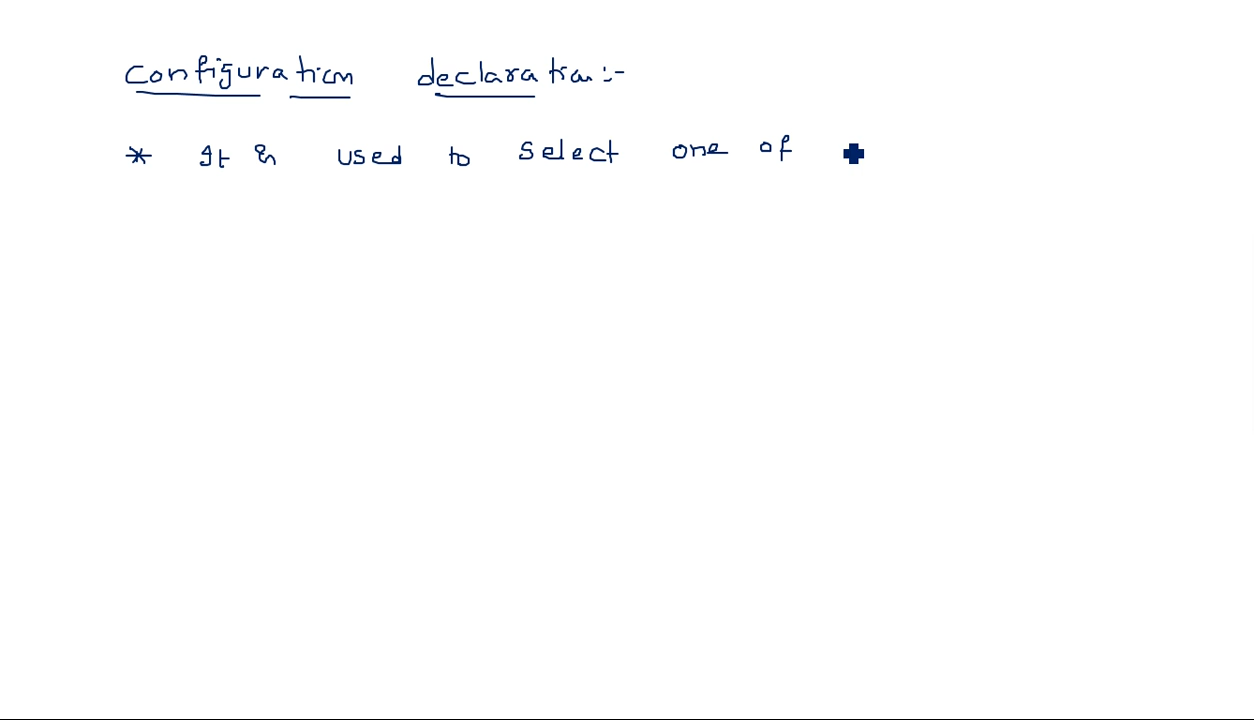 Configuration declaration:-
* It is used to select one of